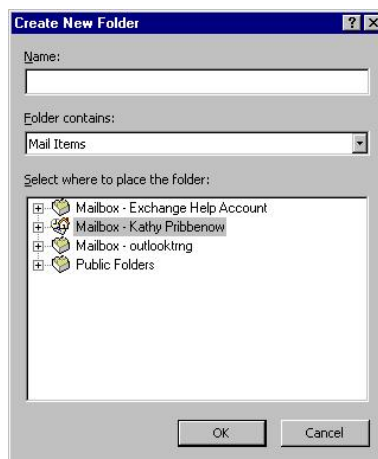 Create New Folder
Name:
Folder contains:
Mail Items
Select where to place the folder:
Mailbox - Exchange Help Account
Mailbox - Kathy Pribbenow
Mailbox - outlooktrng
Public Folders
OK Cancel